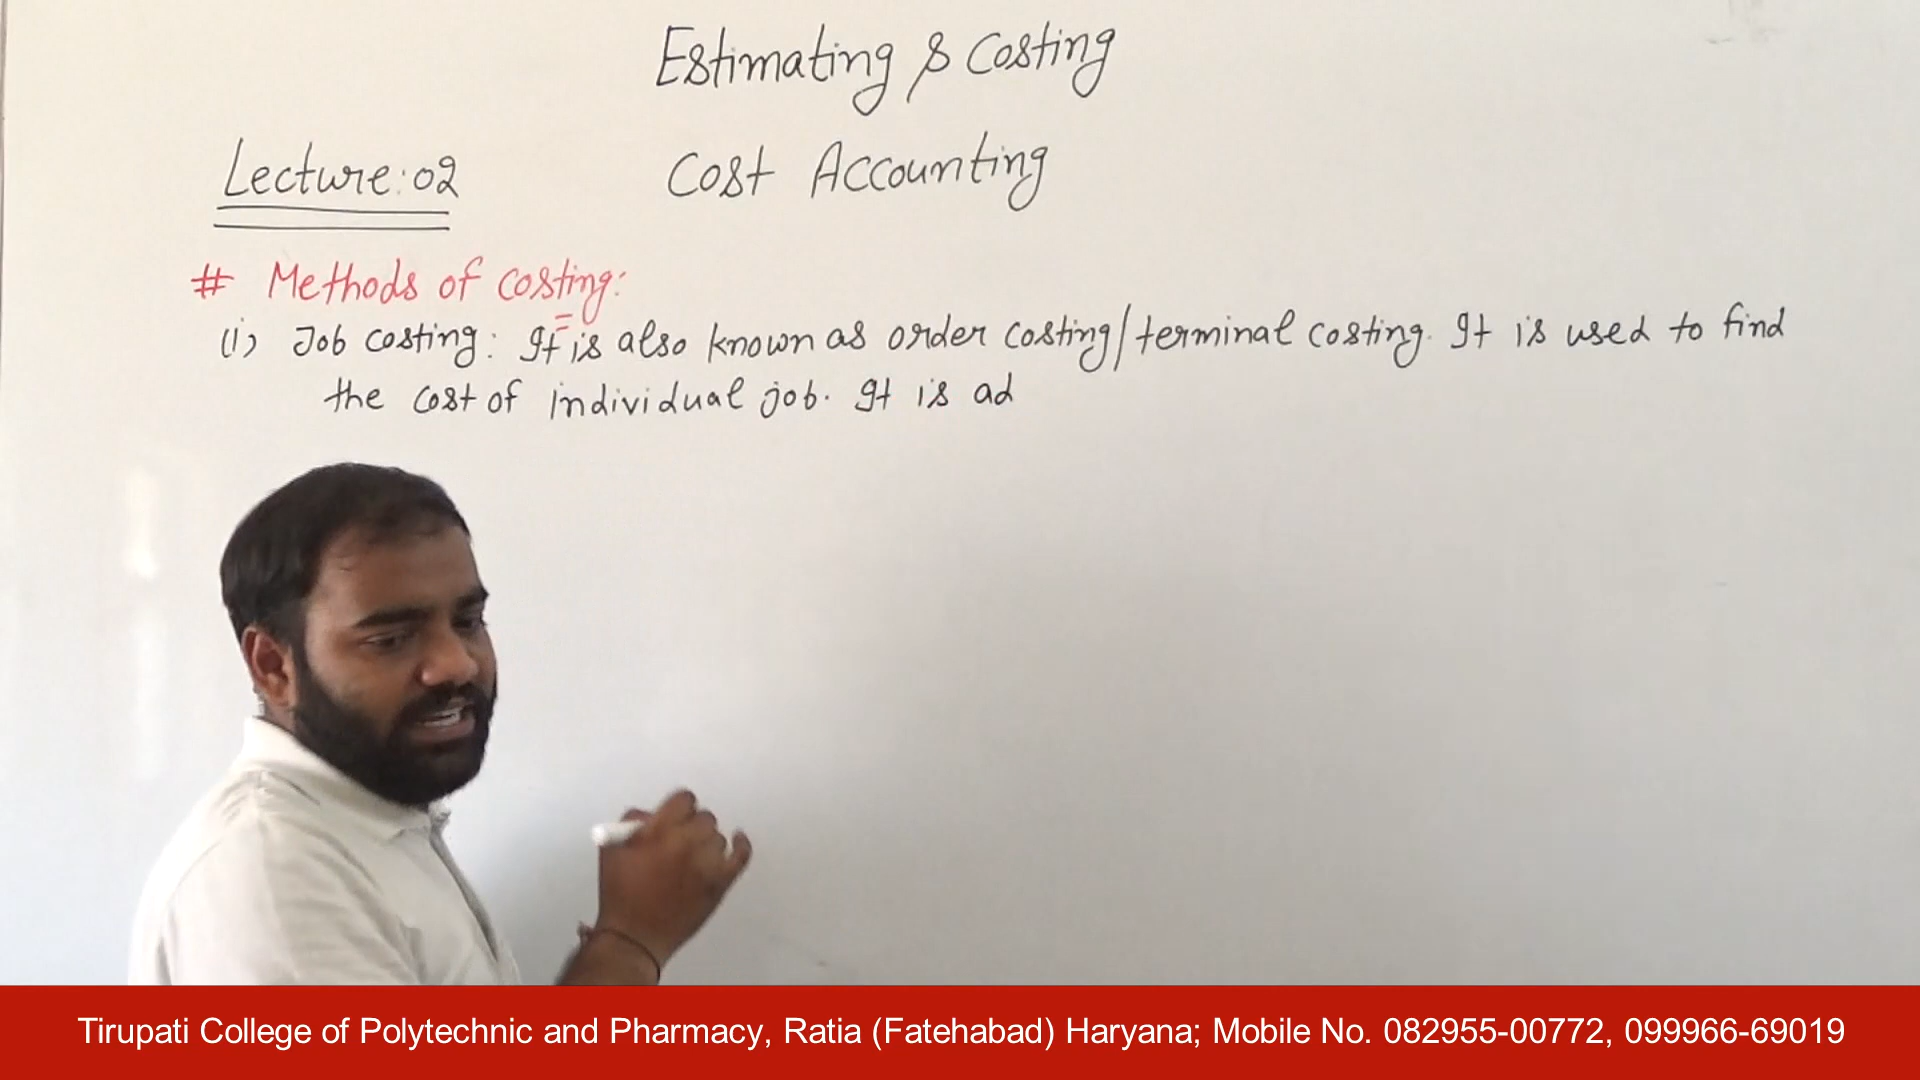 Estimating & Costing
Lecture:02
Cost Accounting
# Methods of costing:
(i) Job costing: It is also known as order costing/terminal costing. It is used to find
the cost of individual job. It is ad
Tirupati College of Polytechnic and Pharmacy, Ratia (Fatehabad) Haryana; Mobile No. 082955-00772, 099966-69019